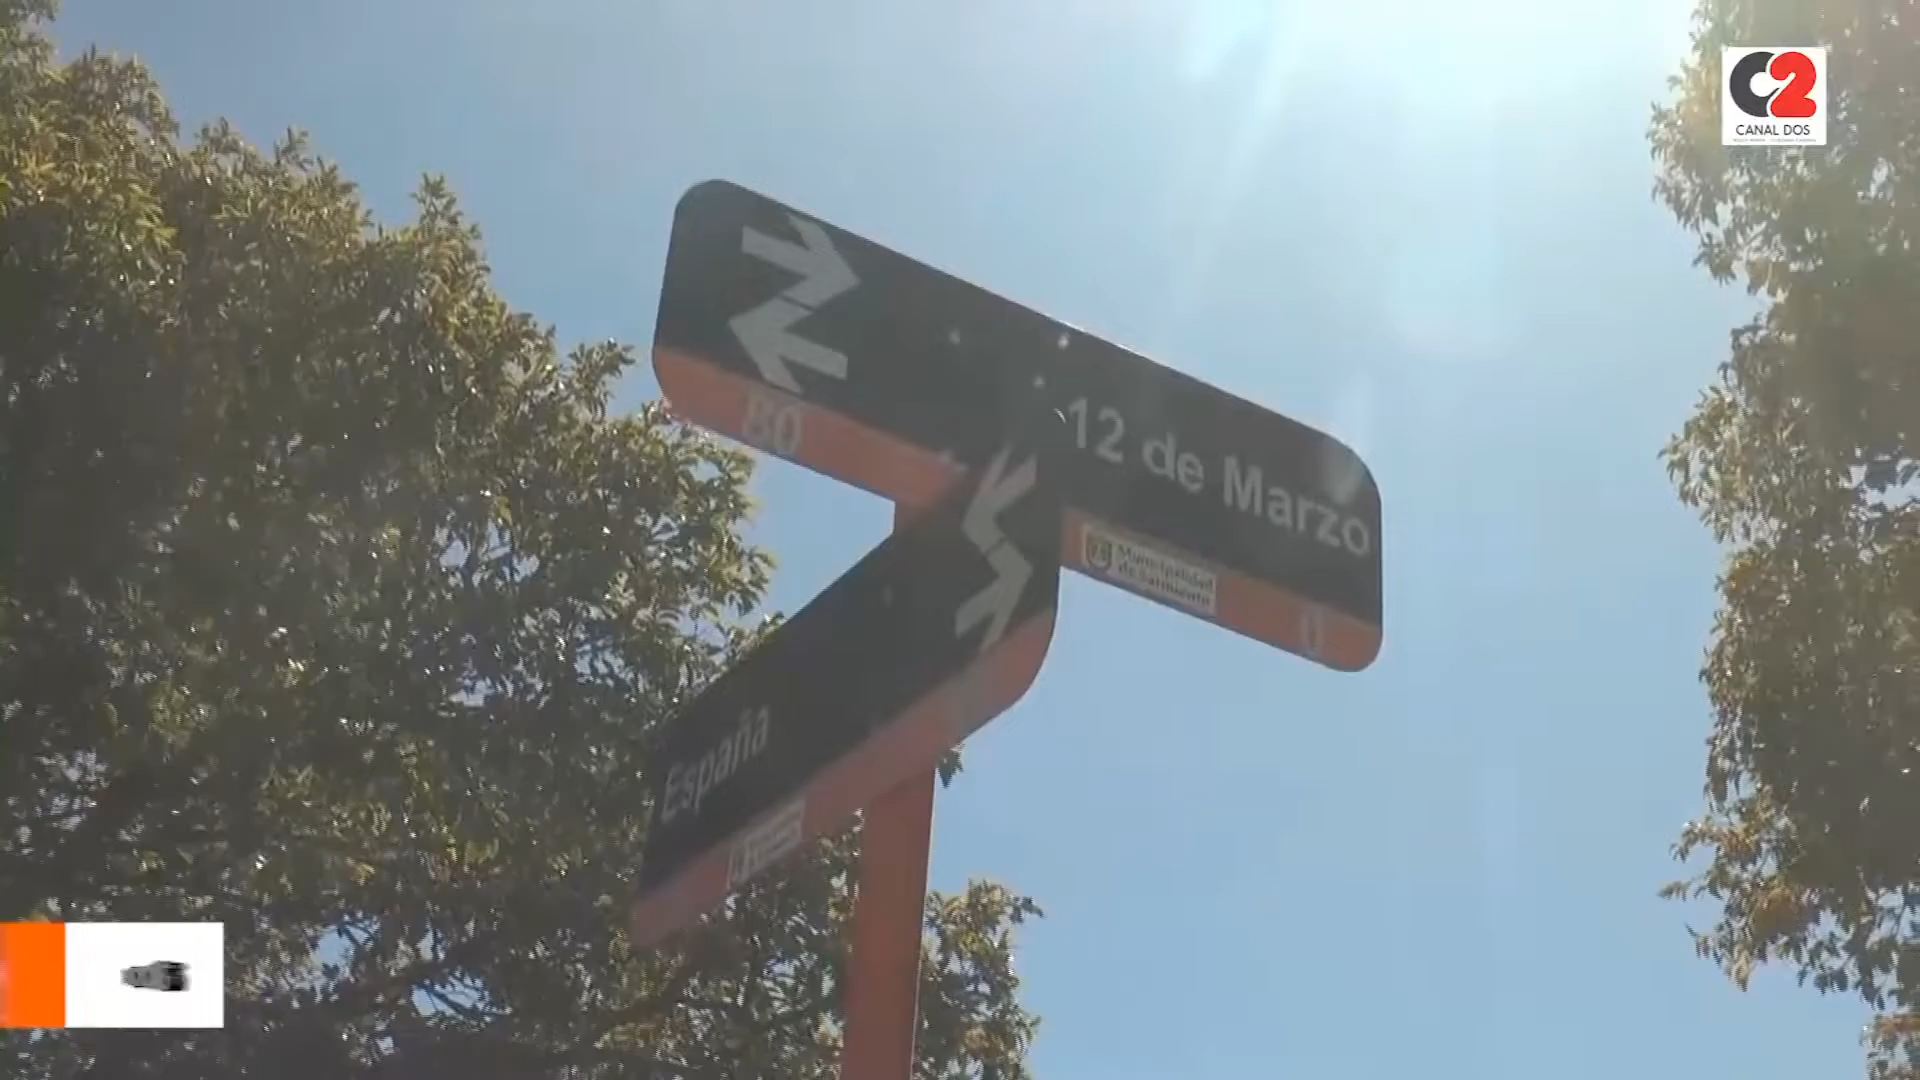 C2
CANAL DOS
12 de Marzo
80
Municipalidad
de Sarmiento
0
España